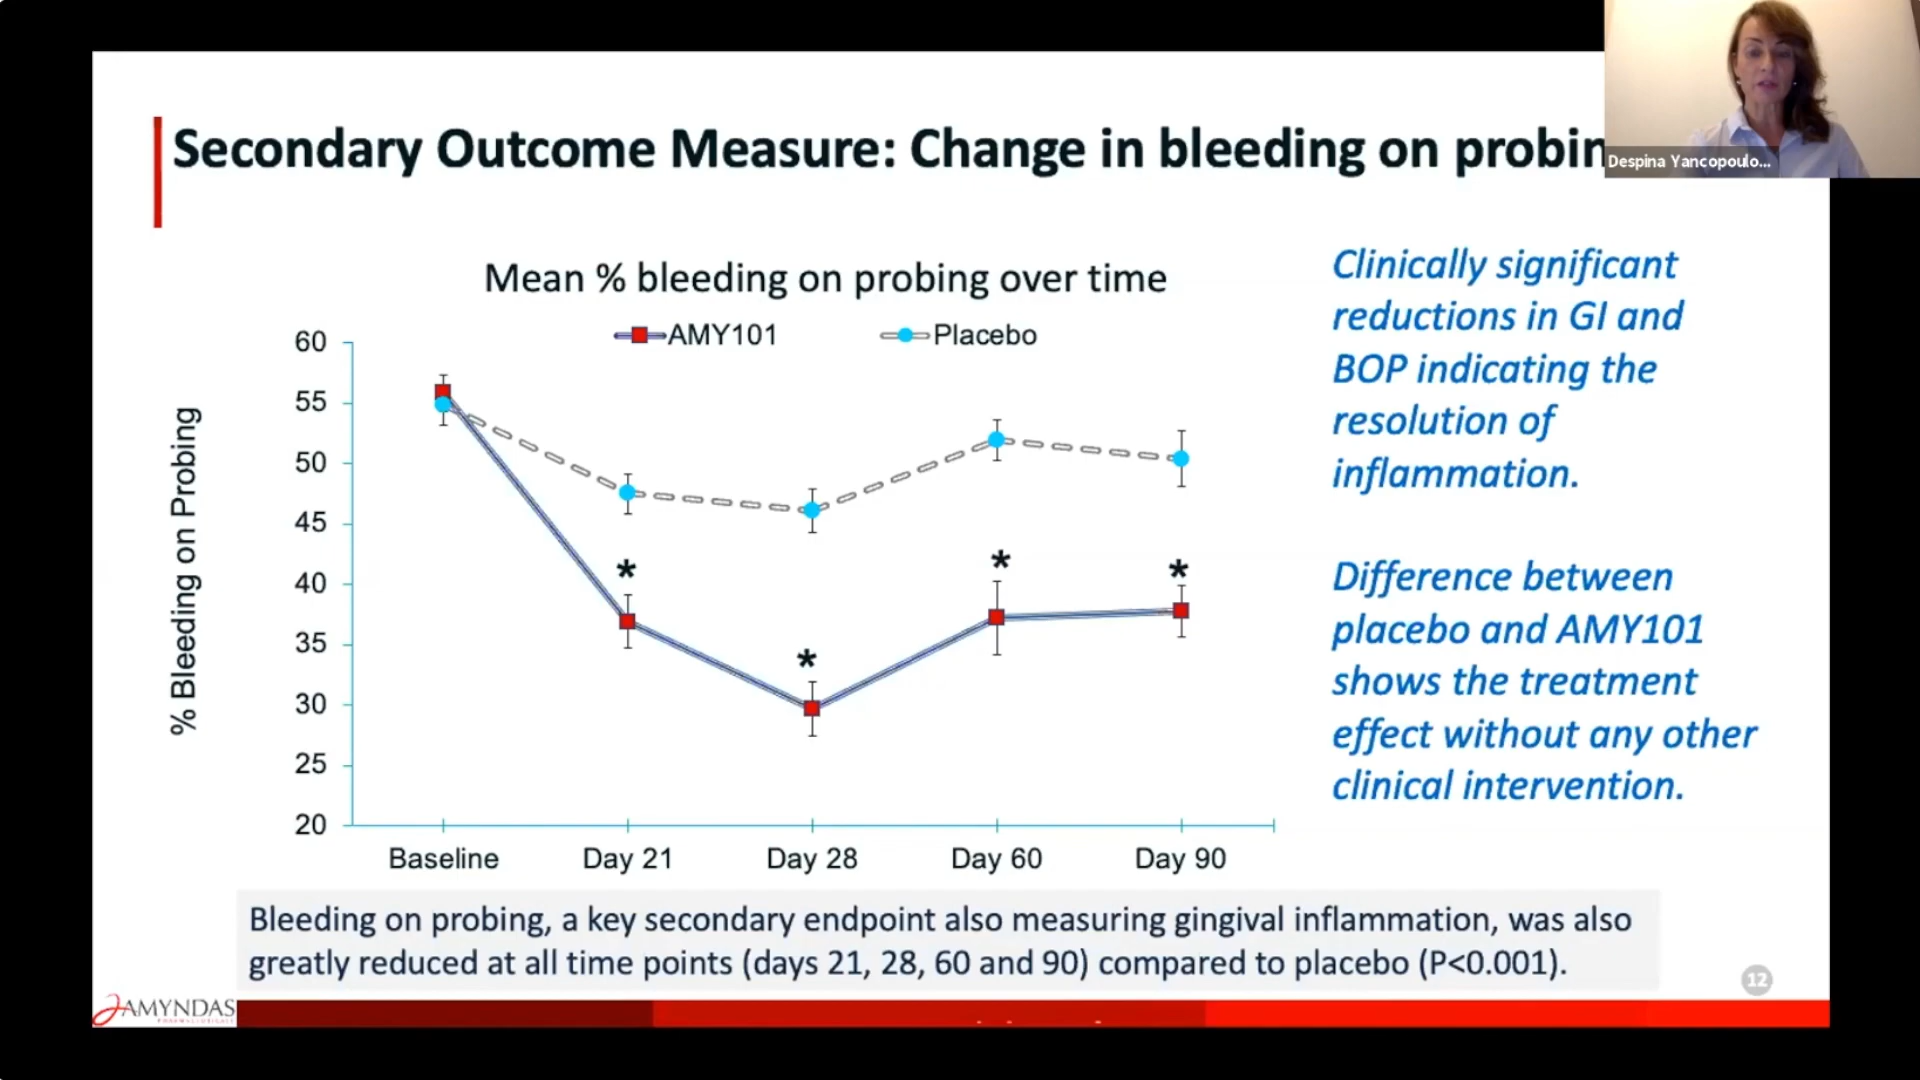 Secondary Outcome Measure: Change in bleeding on probin
Despina Yancopoulo...
Mean % bleeding on probing over time
AMY101
Placebo
60
55
50
45
40
35
30
25
20
% Bleeding on Probing
*
*
*
*
Baseline
Day 21
Day 28
Day 60
Day 90
Clinically significant
reductions in GI and
BOP indicating the
resolution of
inflammation.
Difference between
placebo and AMY101
shows the treatment
effect without any other
clinical intervention.
Bleeding on probing, a key secondary endpoint also measuring gingival inflammation, was also
greatly reduced at all time points (days 21, 28, 60 and 90) compared to placebo (P<0.001).
12
AMYNDAS
PHARMACEUTICALS